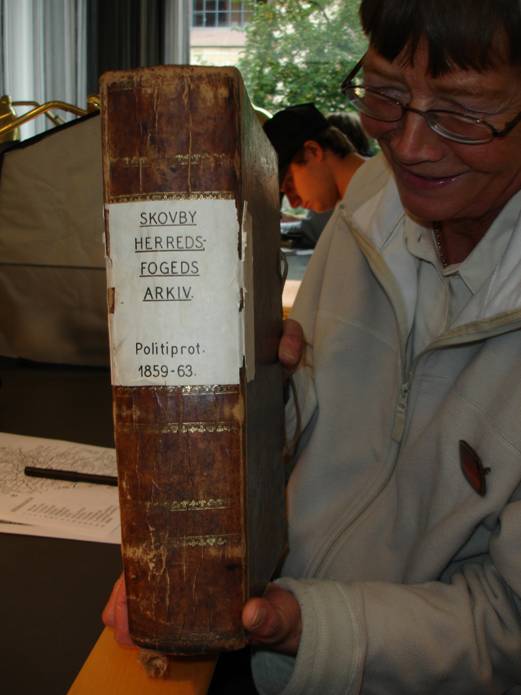 SKOVBY
HERREDS-
FOGEDS
ARKIV.
Politiprot.
1859-63.